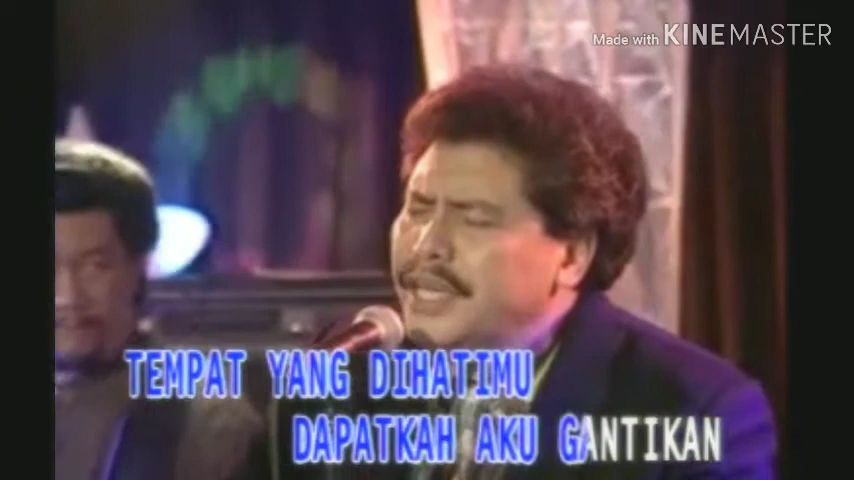 Made with KINEMASTER
TEMPAT YANG DIHATIMU
DAPATKAH AKU GANTIKAN